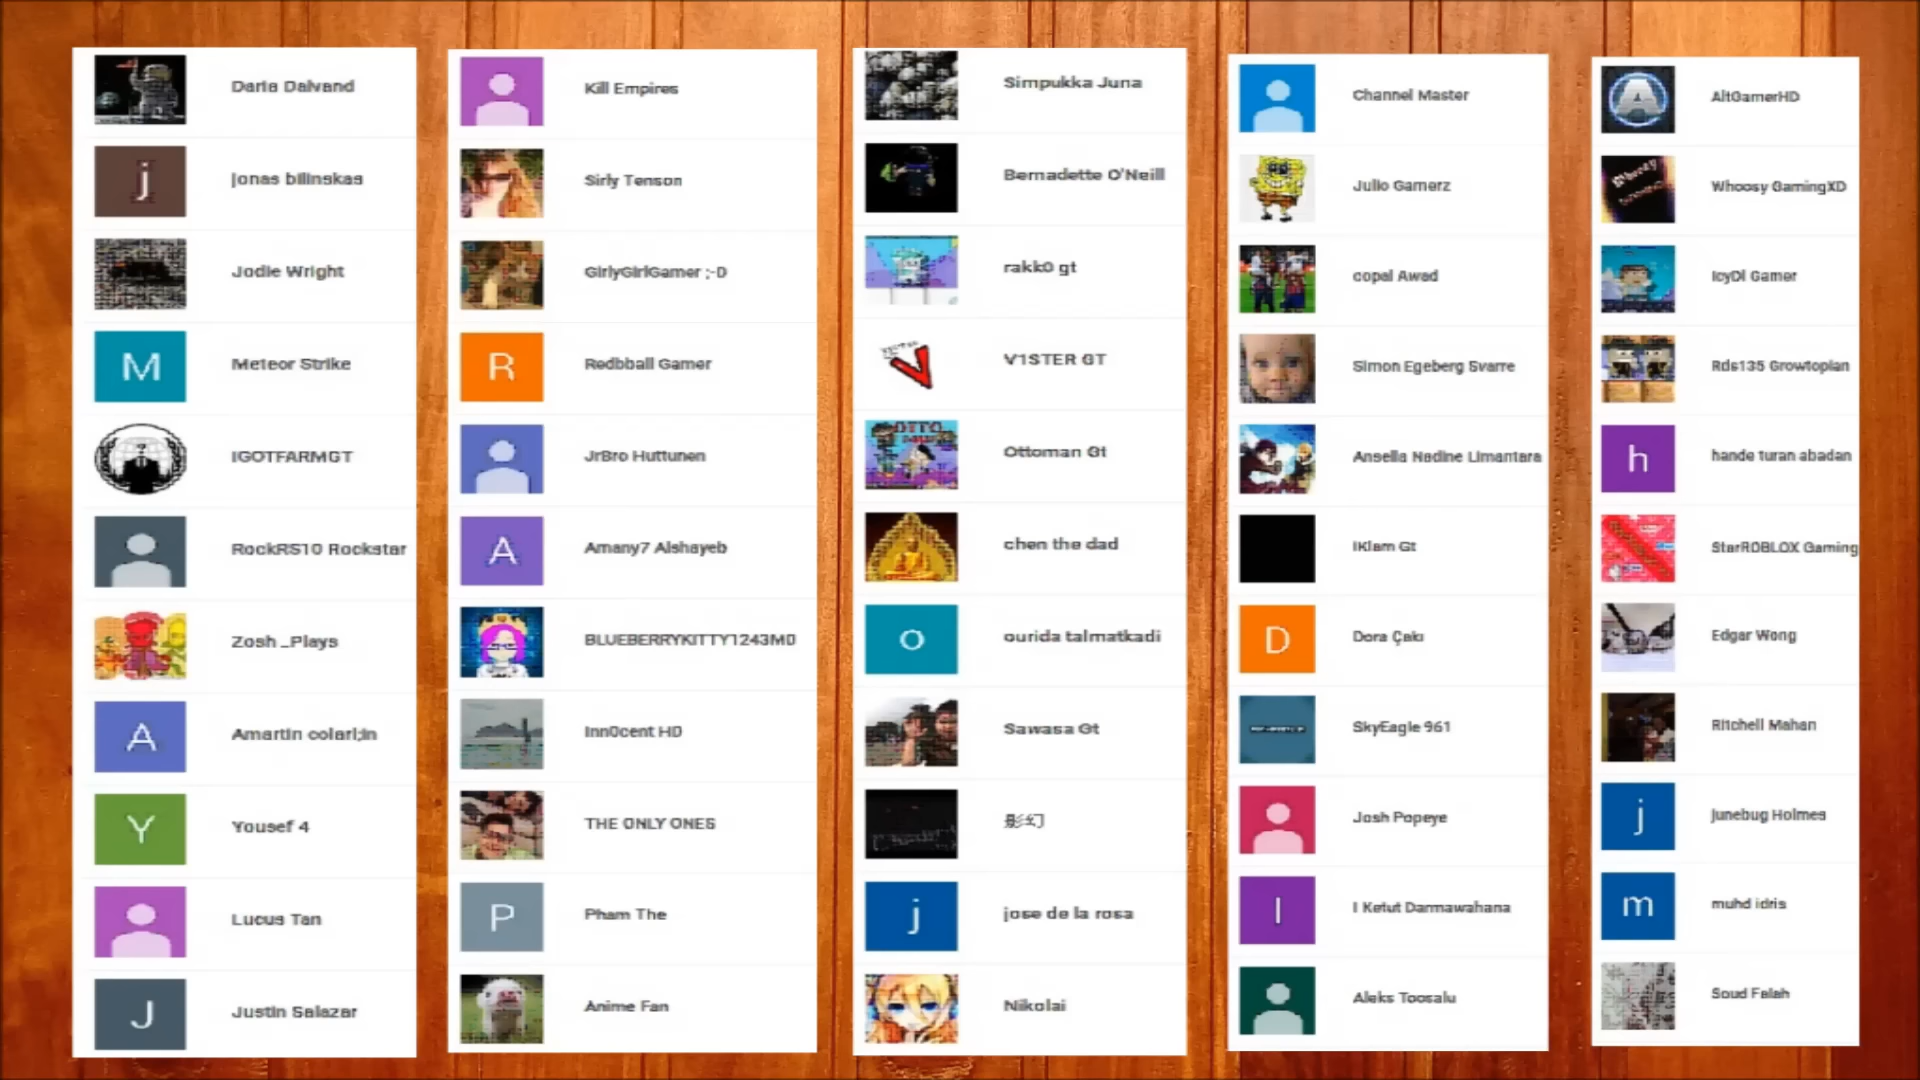 Daria Dalvand
jonas bilinskas
Jodie Wright
Meteor Strike
IGOTFARMGT
RockRS10 Rockstar
Zosh _Plays
Amartin colari;in
Yousef 4
Lucus Tan
Justin Salazar
Kill Empires
Sirly Tenson
GirlyGirlGamer ;-D
Redbball Gamer
JrBro Huttunen
Amany7 Alshayeb
BLUEBERRYKITTY1243MD
Inn0cent HD
THE ONLY ONES
Pham The
Anime Fan
Simpukka Juna
Bernadette O'Neill
rakk0 gt
V1STER GT
Ottoman Gt
chen the dad
ourida talmatkadi
Sawasa Gt
影幻
jose de la rosa
Nikolai
Channel Master
Julio Gamerz
copal Awad
Simon Egeberg Svarre
Ansella Nadine Limantara
IKlam Gt
Dora Çakı
SkyEagle 961
Josh Popeye
I Ketut Darmawahana
Aleks Toosalu
AltGamerHD
Whoosy GamingXD
IcyDl Gamer
Rds135 Growtopian
hande turan abadan
StarROBLOX Gaming
Edgar Wong
Ritchell Mahan
Junebug Holmes
muhd idris
Soud Falah